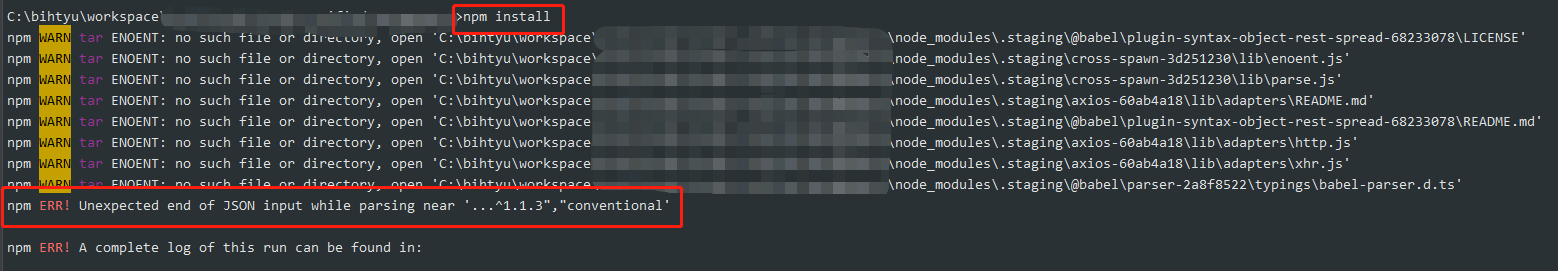 C:\bihtyu\workspace\ >npm install
npm WARN tar ENOENT: no such file or directory, open 'C:\bihtyu\workspace\ \node_modules\.staging\@babel\plugin-syntax-object-rest-spread-68233078\LICENSE'
npm WARN tar ENOENT: no such file or directory, open 'C:\bihtyu\workspace\ \node_modules\.staging\cross-spawn-3d251230\lib\enoent.js'
npm WARN tar ENOENT: no such file or directory, open 'C:\bihtyu\workspace\ \node_modules\.staging\cross-spawn-3d251230\lib\parse.js'
npm WARN tar ENOENT: no such file or directory, open 'C:\bihtyu\workspace\ \node_modules\.staging\axios-60ab4a18\lib\adapters\README.md'
npm WARN tar ENOENT: no such file or directory, open 'C:\bihtyu\workspace\ \node_modules\.staging\@babel\plugin-syntax-object-rest-spread-68233078\README.md'
npm WARN tar ENOENT: no such file or directory, open 'C:\bihtyu\workspace\ \node_modules\.staging\axios-60ab4a18\lib\adapters\http.js'
npm WARN tar ENOENT: no such file or directory, open 'C:\bihtyu\workspace\ \node_modules\.staging\axios-60ab4a18\lib\adapters\xhr.js'
npm WARN tar ENOENT: no such file or directory, open 'C:\bihtyu\workspace\ \node_modules\.staging\@babel\parser-2a8f8522\typings\babel-parser.d.ts'
npm ERR! Unexpected end of JSON input while parsing near '...^1.1.3","conventional'
npm ERR! A complete log of this run can be found in: